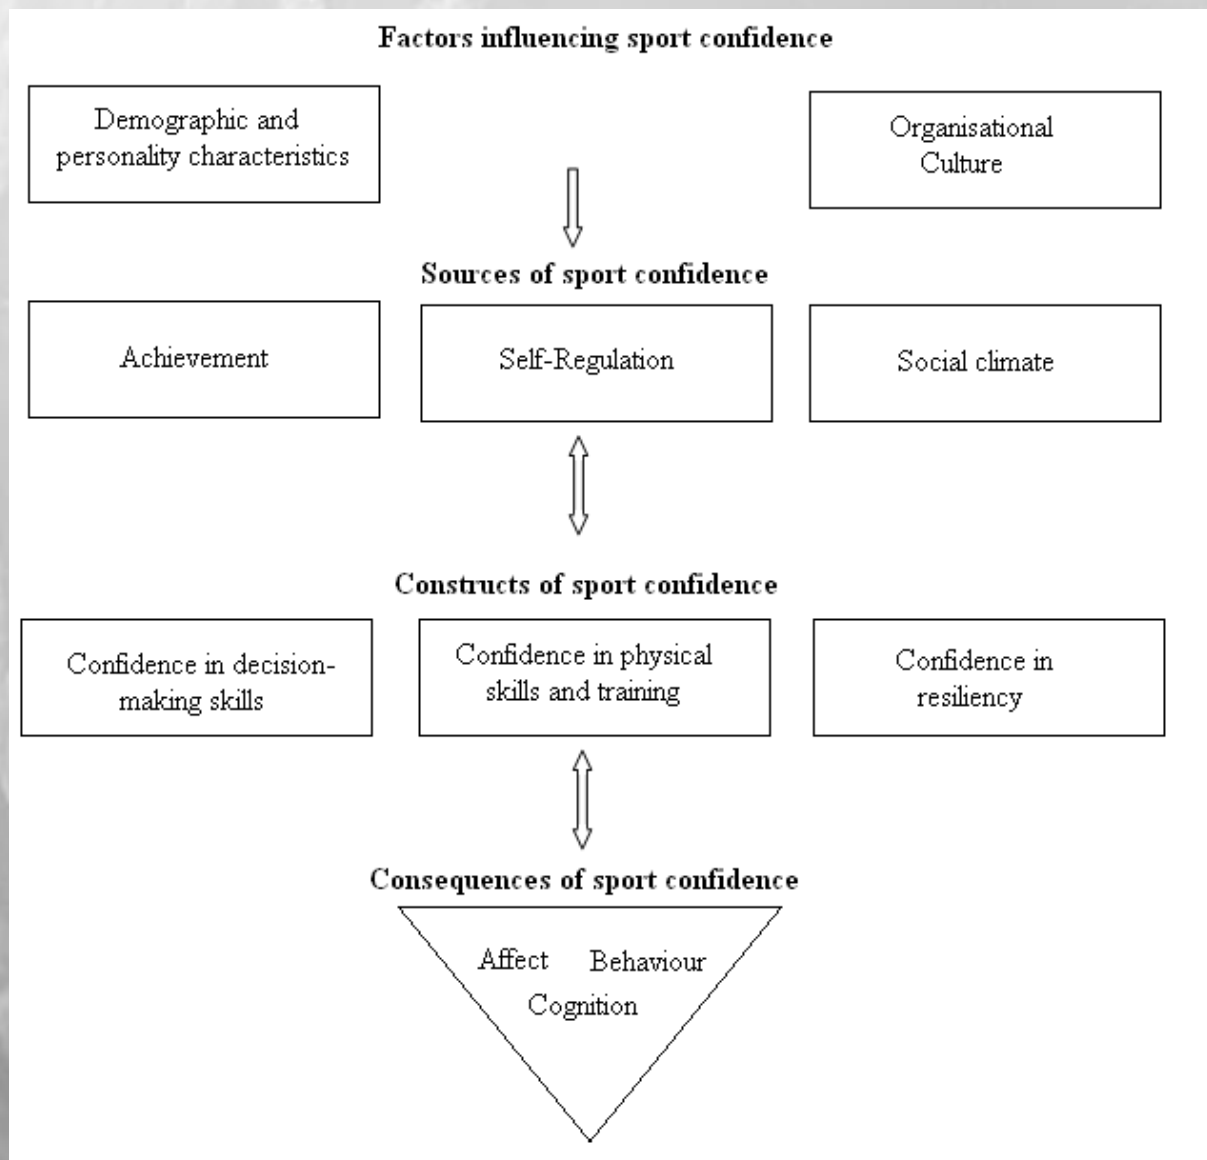 Factors influencing sport confidence
Demographic and
personality characteristics
Organisational
Culture
Sources of sport confidence
Achievement
Self-Regulation
Social climate
Constructs of sport confidence
Confidence in decision-
making skills
Confidence in physical
skills and training
Confidence in
resiliency
Consequences of sport confidence
Affect Behaviour
Cognition